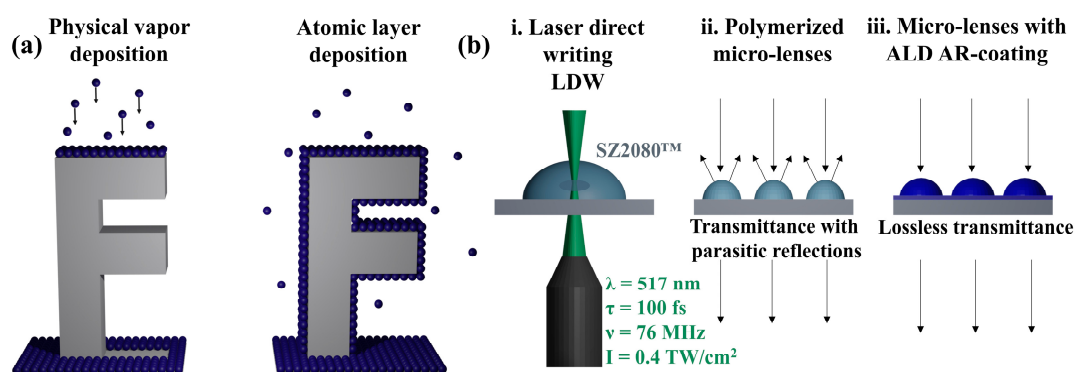 (a)
Physical vapor
deposition
Atomic layer
deposition
(b)
i. Laser direct
writing
LDW
SZ2080™
λ = 517 nm
τ = 100 fs
ν = 76 MIIz
I = 0.4 TW/cm²
ii. Polymerized
micro-lenses
Transmittance with
parasitic reflections
iii. Micro-lenses with
ALD AR-coating
Lossless transmittance